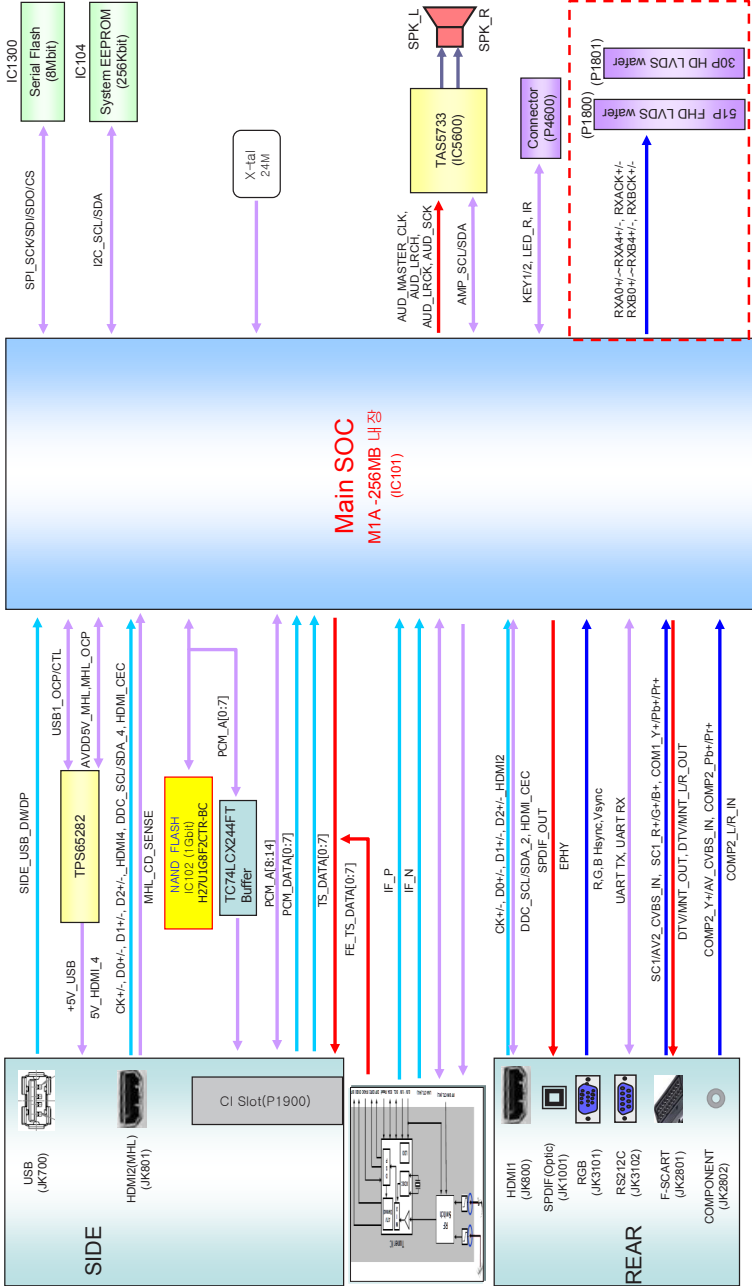 IC1300
Serial Flash
(8Mbit)
IC104
System EEPROM
(256Kbit)
SPI_SCK/SDI/SDO/CS
I2C_SCL/SDA
X-tal
24M
SPK_L
SPK_R
TAS5733
(IC5600)
AUD_MASTER_CLK,
AUD_LRCH,
AUD_LRCK, AUD_SCK
AMP_SCL/SDA
Connector
(P4600)
KEY1/2, LED_R, IR
(P1801)
30P HD LVDS wafer
(P1800)
51P FHD LVDS wafer
RXA0+/-~RXA4+/-, RXACK+/-
RXB0+/-~RXB4+/-, RXBCK+/-
Main SOC
M1A -256MB 내장
(IC101)
SIDE_USB_DM/DP
USB1_OCP/CTL
AVDD5V_MHL,MHL_OCP
TPS65282
+5V_USB
5V_HDMI_4
CK+/-, D0+/-, D1+/-, D2+/-_HDMI4, DDC_SCL/SDA_4, HDMI_CEC
MHL_CD_SENSE
NAND FLASH
IC102 (1Gbit)
H27U1G8F2CTR-BC
TC74LCX244FT
Buffer
PCM_A[0:7]
PCM_A[8:14]
PCM_DATA[0:7]
TS_DATA[0:7]
FE_TS_DATA[0:7]
IF_P
IF_N
CK+/-, D0+/-, D1+/-, D2+/-_HDMI2
DDC_SCL/SDA_2, HDMI_CEC
SPDIF_OUT
EPHY
R,G,B Hsync,Vsync
UART TX, UART RX
SC1/AV2_CVBS_IN, SC1_R+/G+/B+, COM1_Y+/Pb+/Pr+
DTV/MNT_OUT, DTV/MNT_L/R_OUT
COMP2_Y+/AV_CVBS_IN, COMP2_Pb+/Pr+
COMP2_L/R_IN
SIDE
USB
(JK700)
HDMI2(MHL)
(JK801)
CI Slot(P1900)
Tuner IC
RF
Switch
REAR
HDMI1
(JK800)
SPDIF(Optic)
(JK1001)
RGB
(JK3101)
RS212C
(JK3102)
F-SCART
(JK2801)
COMPONENT
(JK2802)